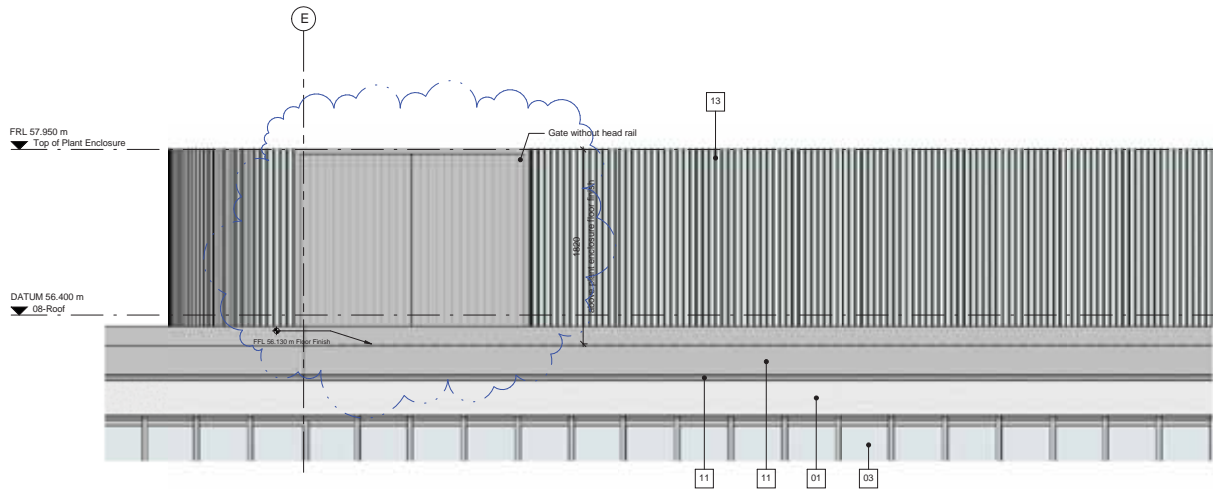 E
FRL 57.950 m
Top of Plant Enclosure
Gate without head rail
13
1820
above plant enclosure floor finish
DATUM 56.400 m
08-Roof
FFL 56.130 m Floor Finish
11
11
01
03